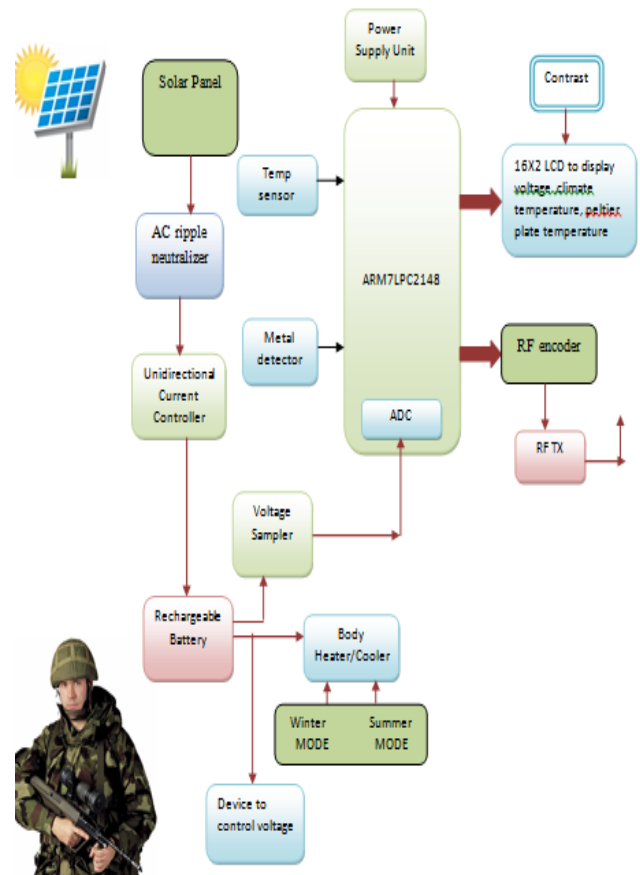 Power
Supply Unit
Solar Panel
Contrast
Temp
sensor
16X2 LCD to display
voltage, climate
temperature, peltier
plate temperature
AC ripple
neutralizer
ARM7LPC2148
Metal
detector
RF encoder
Unidirectional
Current
Controller
ADC
RF TX
Voltage
Sampler
Rechargeable
Battery
Body
Heater/Cooler
Winter
MODE
Summer
MODE
Device to
control voltage